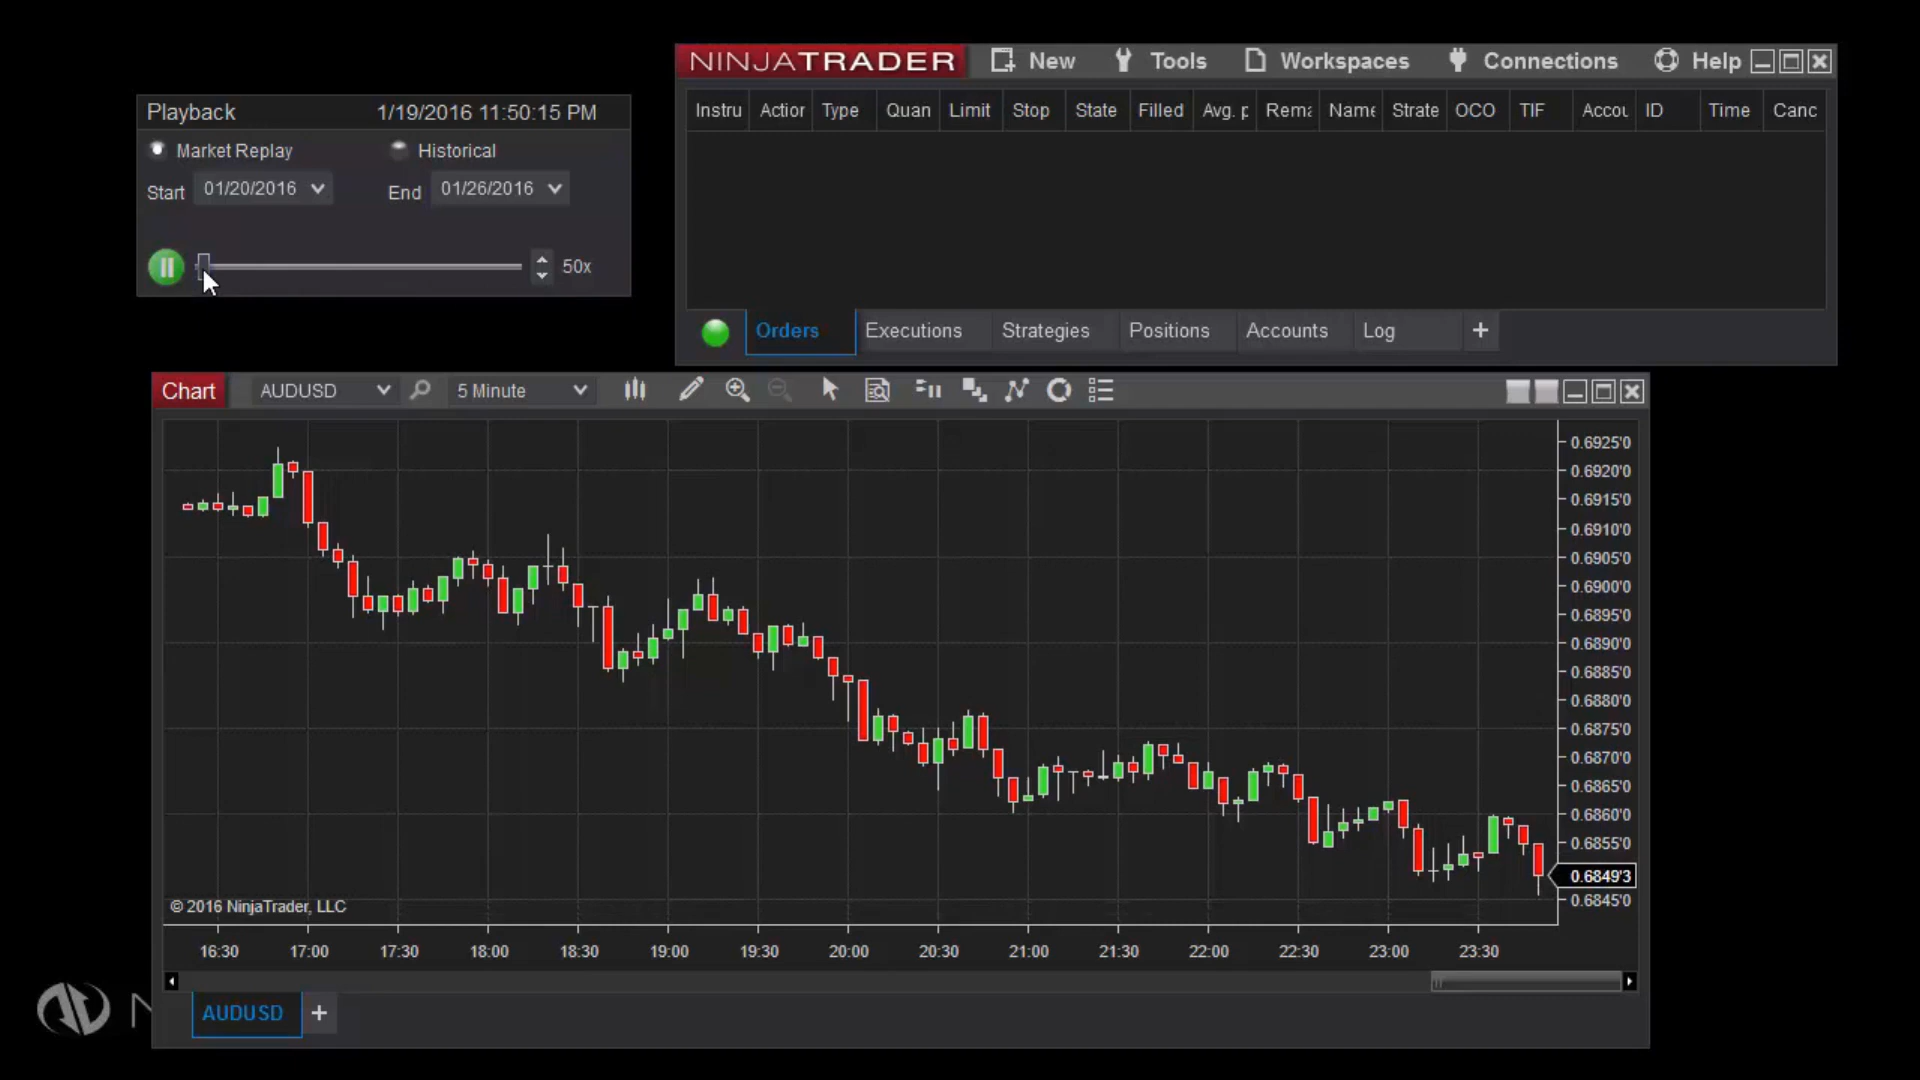 NINJATRADER New Tools Workspaces Connections Help
Playback 1/19/2016 11:50:15 PM
Market Replay Historical
Start 01/20/2016 End 01/26/2016
50x
Instru Action Type Quan Limit Stop State Filled Avg. p Rema Name Strate OCO TIF Accou ID Time Canc
Orders Executions Strategies Positions Accounts Log +
Chart AUDUSD 5 Minute
0.6925'0
0.6920'0
0.6915'0
0.6910'0
0.6905'0
0.6900'0
0.6895'0
0.6890'0
0.6885'0
0.6880'0
0.6875'0
0.6870'0
0.6865'0
0.6860'0
0.6855'0
0.6849'3
0.6845'0
© 2016 NinjaTrader, LLC
16:30 17:00 17:30 18:00 18:30 19:00 19:30 20:00 20:30 21:00 21:30 22:00 22:30 23:00 23:30
AUDUSD +